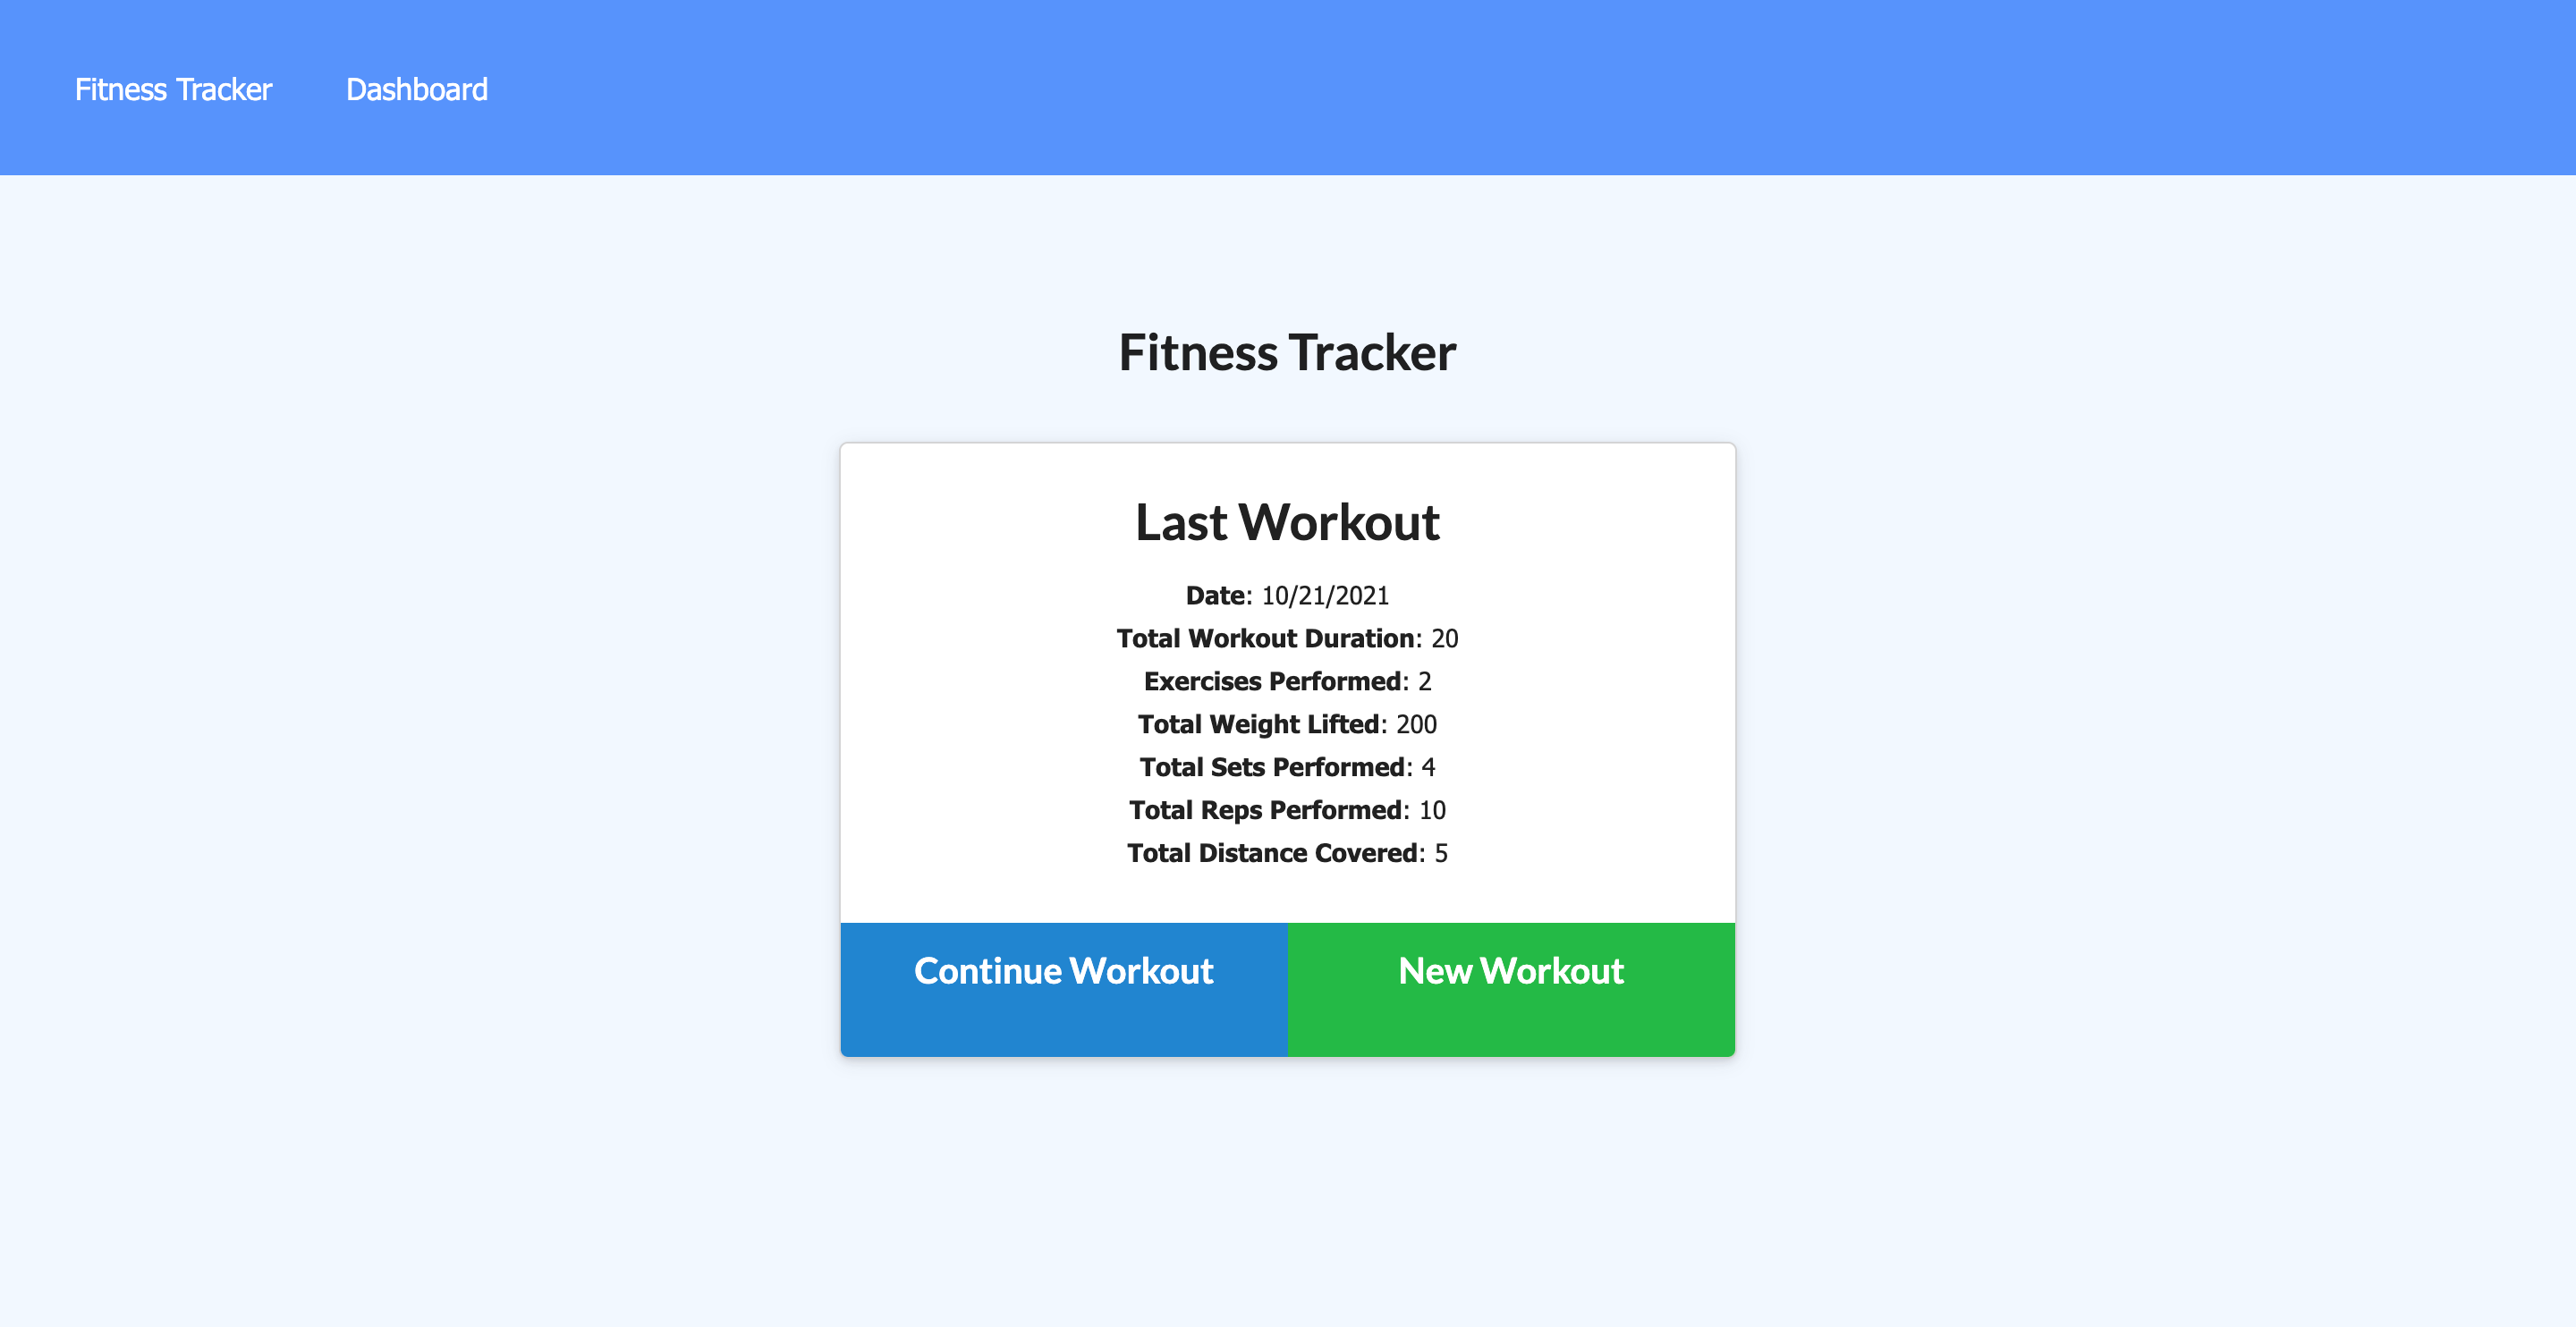 Fitness Tracker Dashboard
Fitness Tracker
Last Workout
Date: 10/21/2021
Total Workout Duration: 20
Exercises Performed: 2
Total Weight Lifted: 200
Total Sets Performed: 4
Total Reps Performed: 10
Total Distance Covered: 5
Continue Workout New Workout